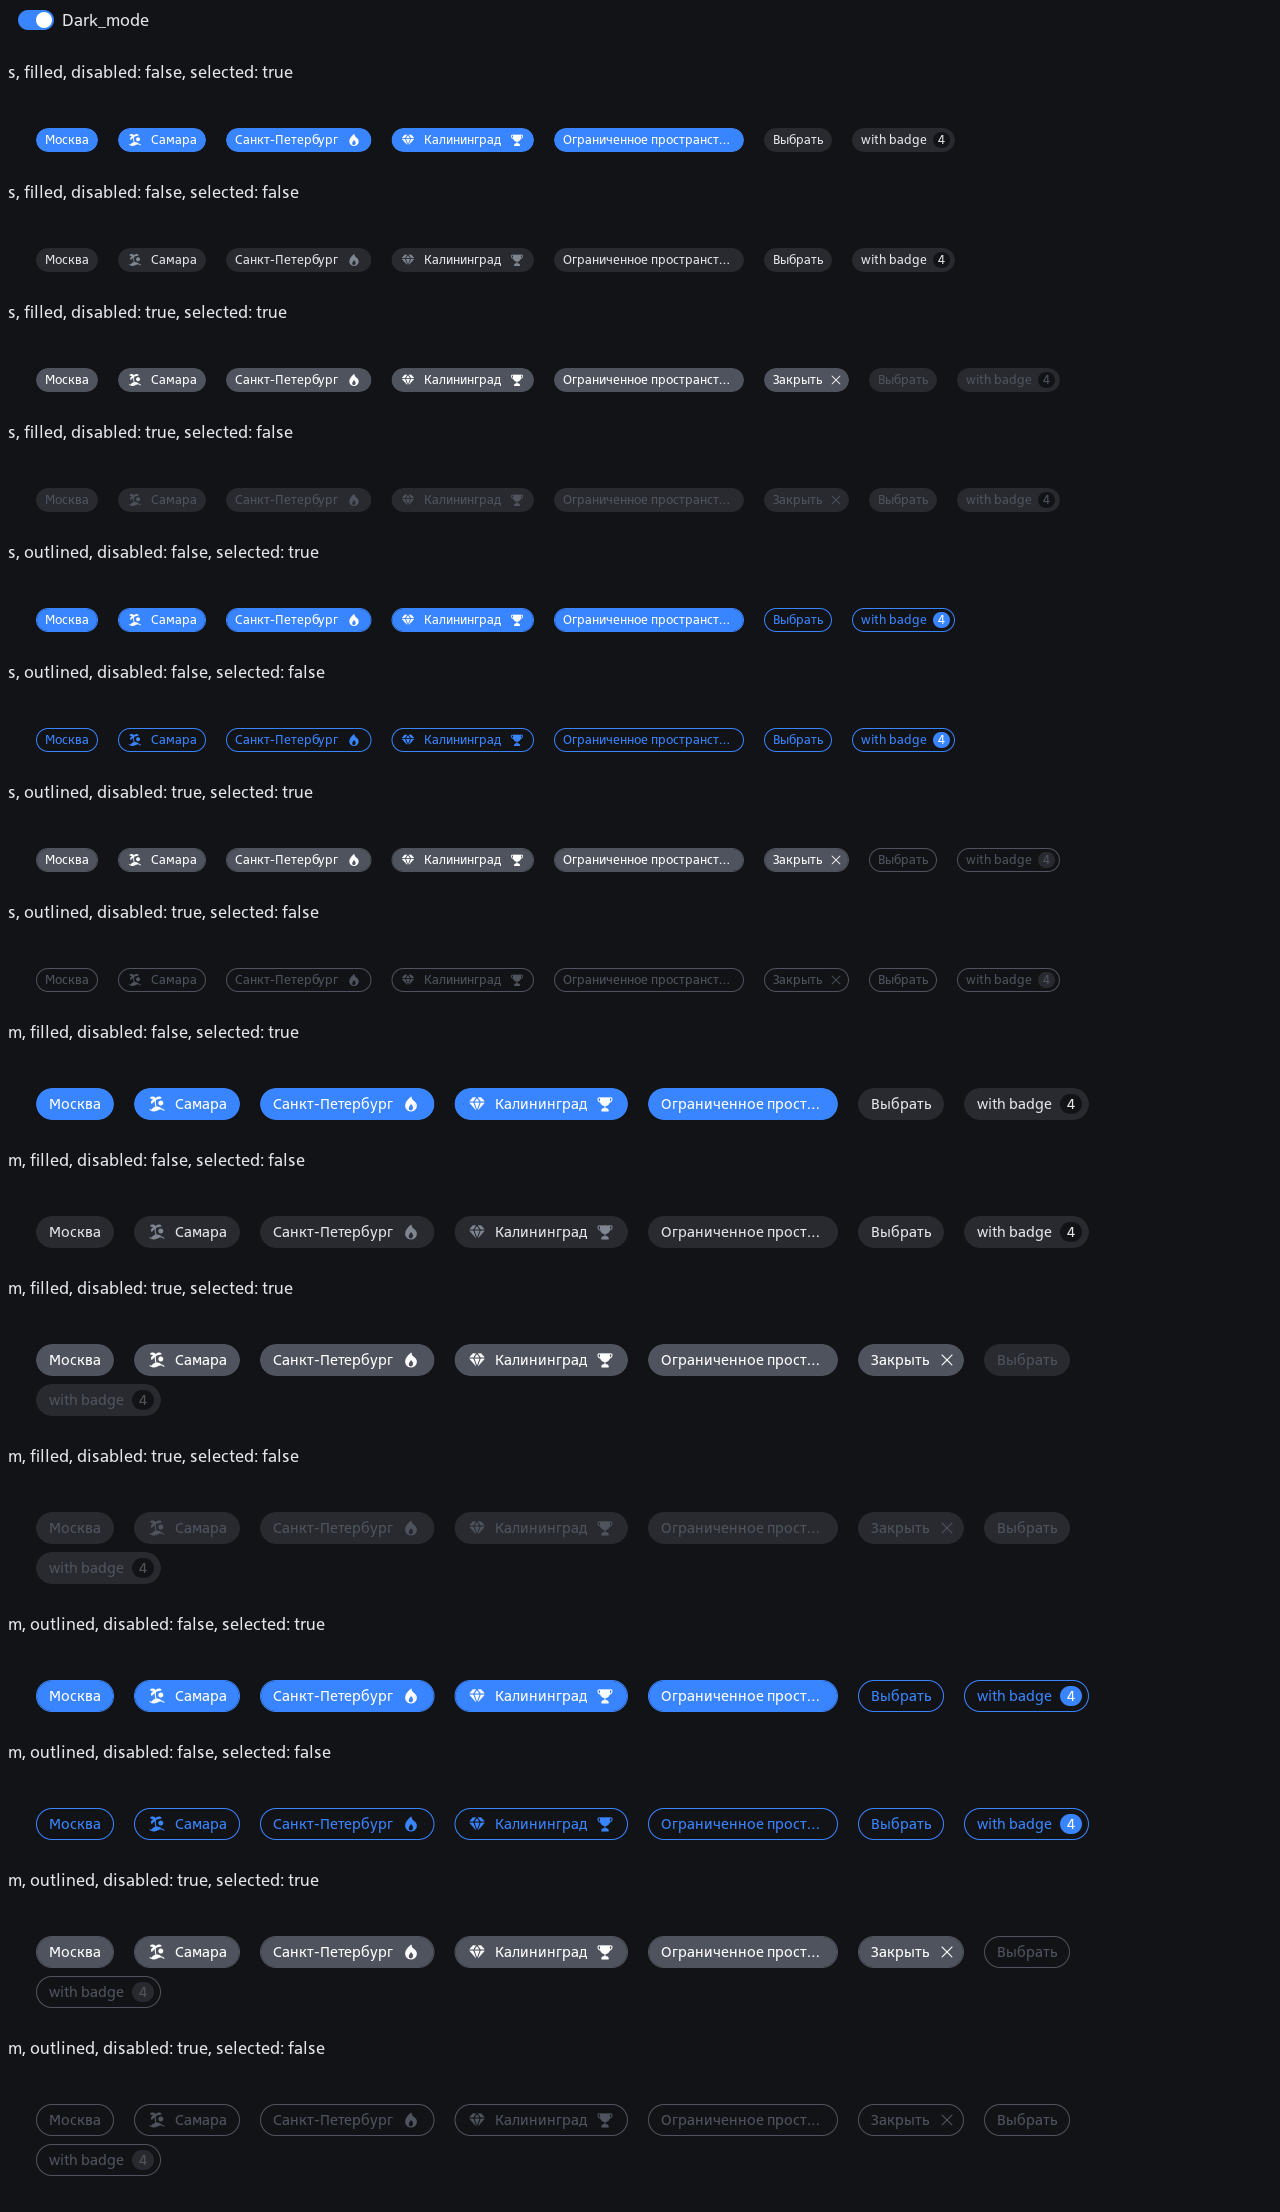 Dark_mode
s, filled, disabled: false, selected: true
Москва Самара Санкт-Петербург Калининград Ограниченное пространст... Выбрать with badge 4
s, filled, disabled: false, selected: false
Москва Самара Санкт-Петербург Калининград Ограниченное пространст... Выбрать with badge 4
s, filled, disabled: true, selected: true
Москва Самара Санкт-Петербург Калининград Ограниченное пространст... Закрыть Выбрать with badge 4
s, filled, disabled: true, selected: false
Москва Самара Санкт-Петербург Калининград Ограниченное пространст... Закрыть Выбрать with badge 4
s, outlined, disabled: false, selected: true
Москва Самара Санкт-Петербург Калининград Ограниченное пространст... Выбрать with badge 4
s, outlined, disabled: false, selected: false
Москва Самара Санкт-Петербург Калининград Ограниченное пространст... Выбрать with badge 4
s, outlined, disabled: true, selected: true
Москва Самара Санкт-Петербург Калининград Ограниченное пространст... Закрыть Выбрать with badge 4
s, outlined, disabled: true, selected: false
Москва Самара Санкт-Петербург Калининград Ограниченное пространст... Закрыть Выбрать with badge 4
m, filled, disabled: false, selected: true
Москва Самара Санкт-Петербург Калининград Ограниченное прост... Выбрать with badge 4
m, filled, disabled: false, selected: false
Москва Самара Санкт-Петербург Калининград Ограниченное прост... Выбрать with badge 4
m, filled, disabled: true, selected: true
Москва Самара Санкт-Петербург Калининград Ограниченное прост... Закрыть Выбрать
with badge 4
m, filled, disabled: true, selected: false
Москва Самара Санкт-Петербург Калининград Ограниченное прост... Закрыть Выбрать
with badge 4
m, outlined, disabled: false, selected: true
Москва Самара Санкт-Петербург Калининград Ограниченное прост... Выбрать with badge 4
m, outlined, disabled: false, selected: false
Москва Самара Санкт-Петербург Калининград Ограниченное прост... Выбрать with badge 4
m, outlined, disabled: true, selected: true
Москва Самара Санкт-Петербург Калининград Ограниченное прост... Закрыть Выбрать
with badge 4
m, outlined, disabled: true, selected: false
Москва Самара Санкт-Петербург Калининград Ограниченное прост... Закрыть Выбрать
with badge 4